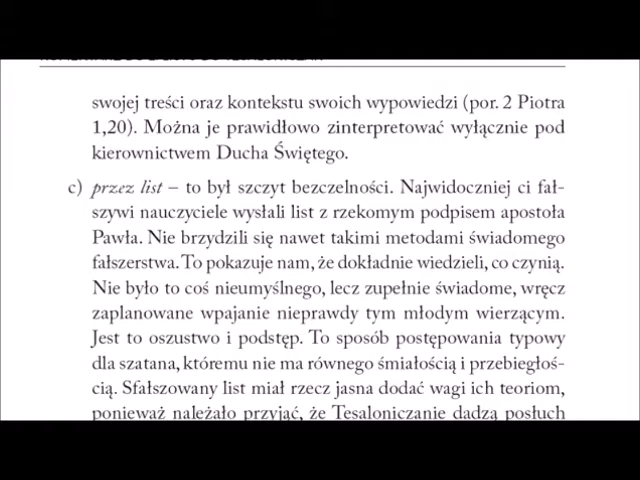 swojej treści oraz kontekstu swoich wypowiedzi (por. 2 Piotra
1,20). Można je prawidłowo zinterpretować wyłącznie pod
kierownictwem Ducha Świętego.
c) przez list – to był szczyt bezczelności. Najwidoczniej ci fał-
szywi nauczyciele wysłali list z rzekomym podpisem apostoła
Pawła. Nie brzydzili się nawet takimi metodami świadomego
fałszerstwa. To pokazuje nam, że dokładnie wiedzieli, co czynią.
Nie było to coś nieumyślnego, lecz zupełnie świadome, wręcz
zaplanowane wpajanie nieprawdy tym młodym wierzącym.
Jest to oszustwo i podstęp. To sposób postępowania typowy
dla szatana, któremu nie ma równego śmiałością i przebiegłoś-
cią. Sfałszowany list miał rzecz jasna dodać wagi ich teoriom,
ponieważ należało przyjąć, że Tesaloniczanie dadzą posłuch